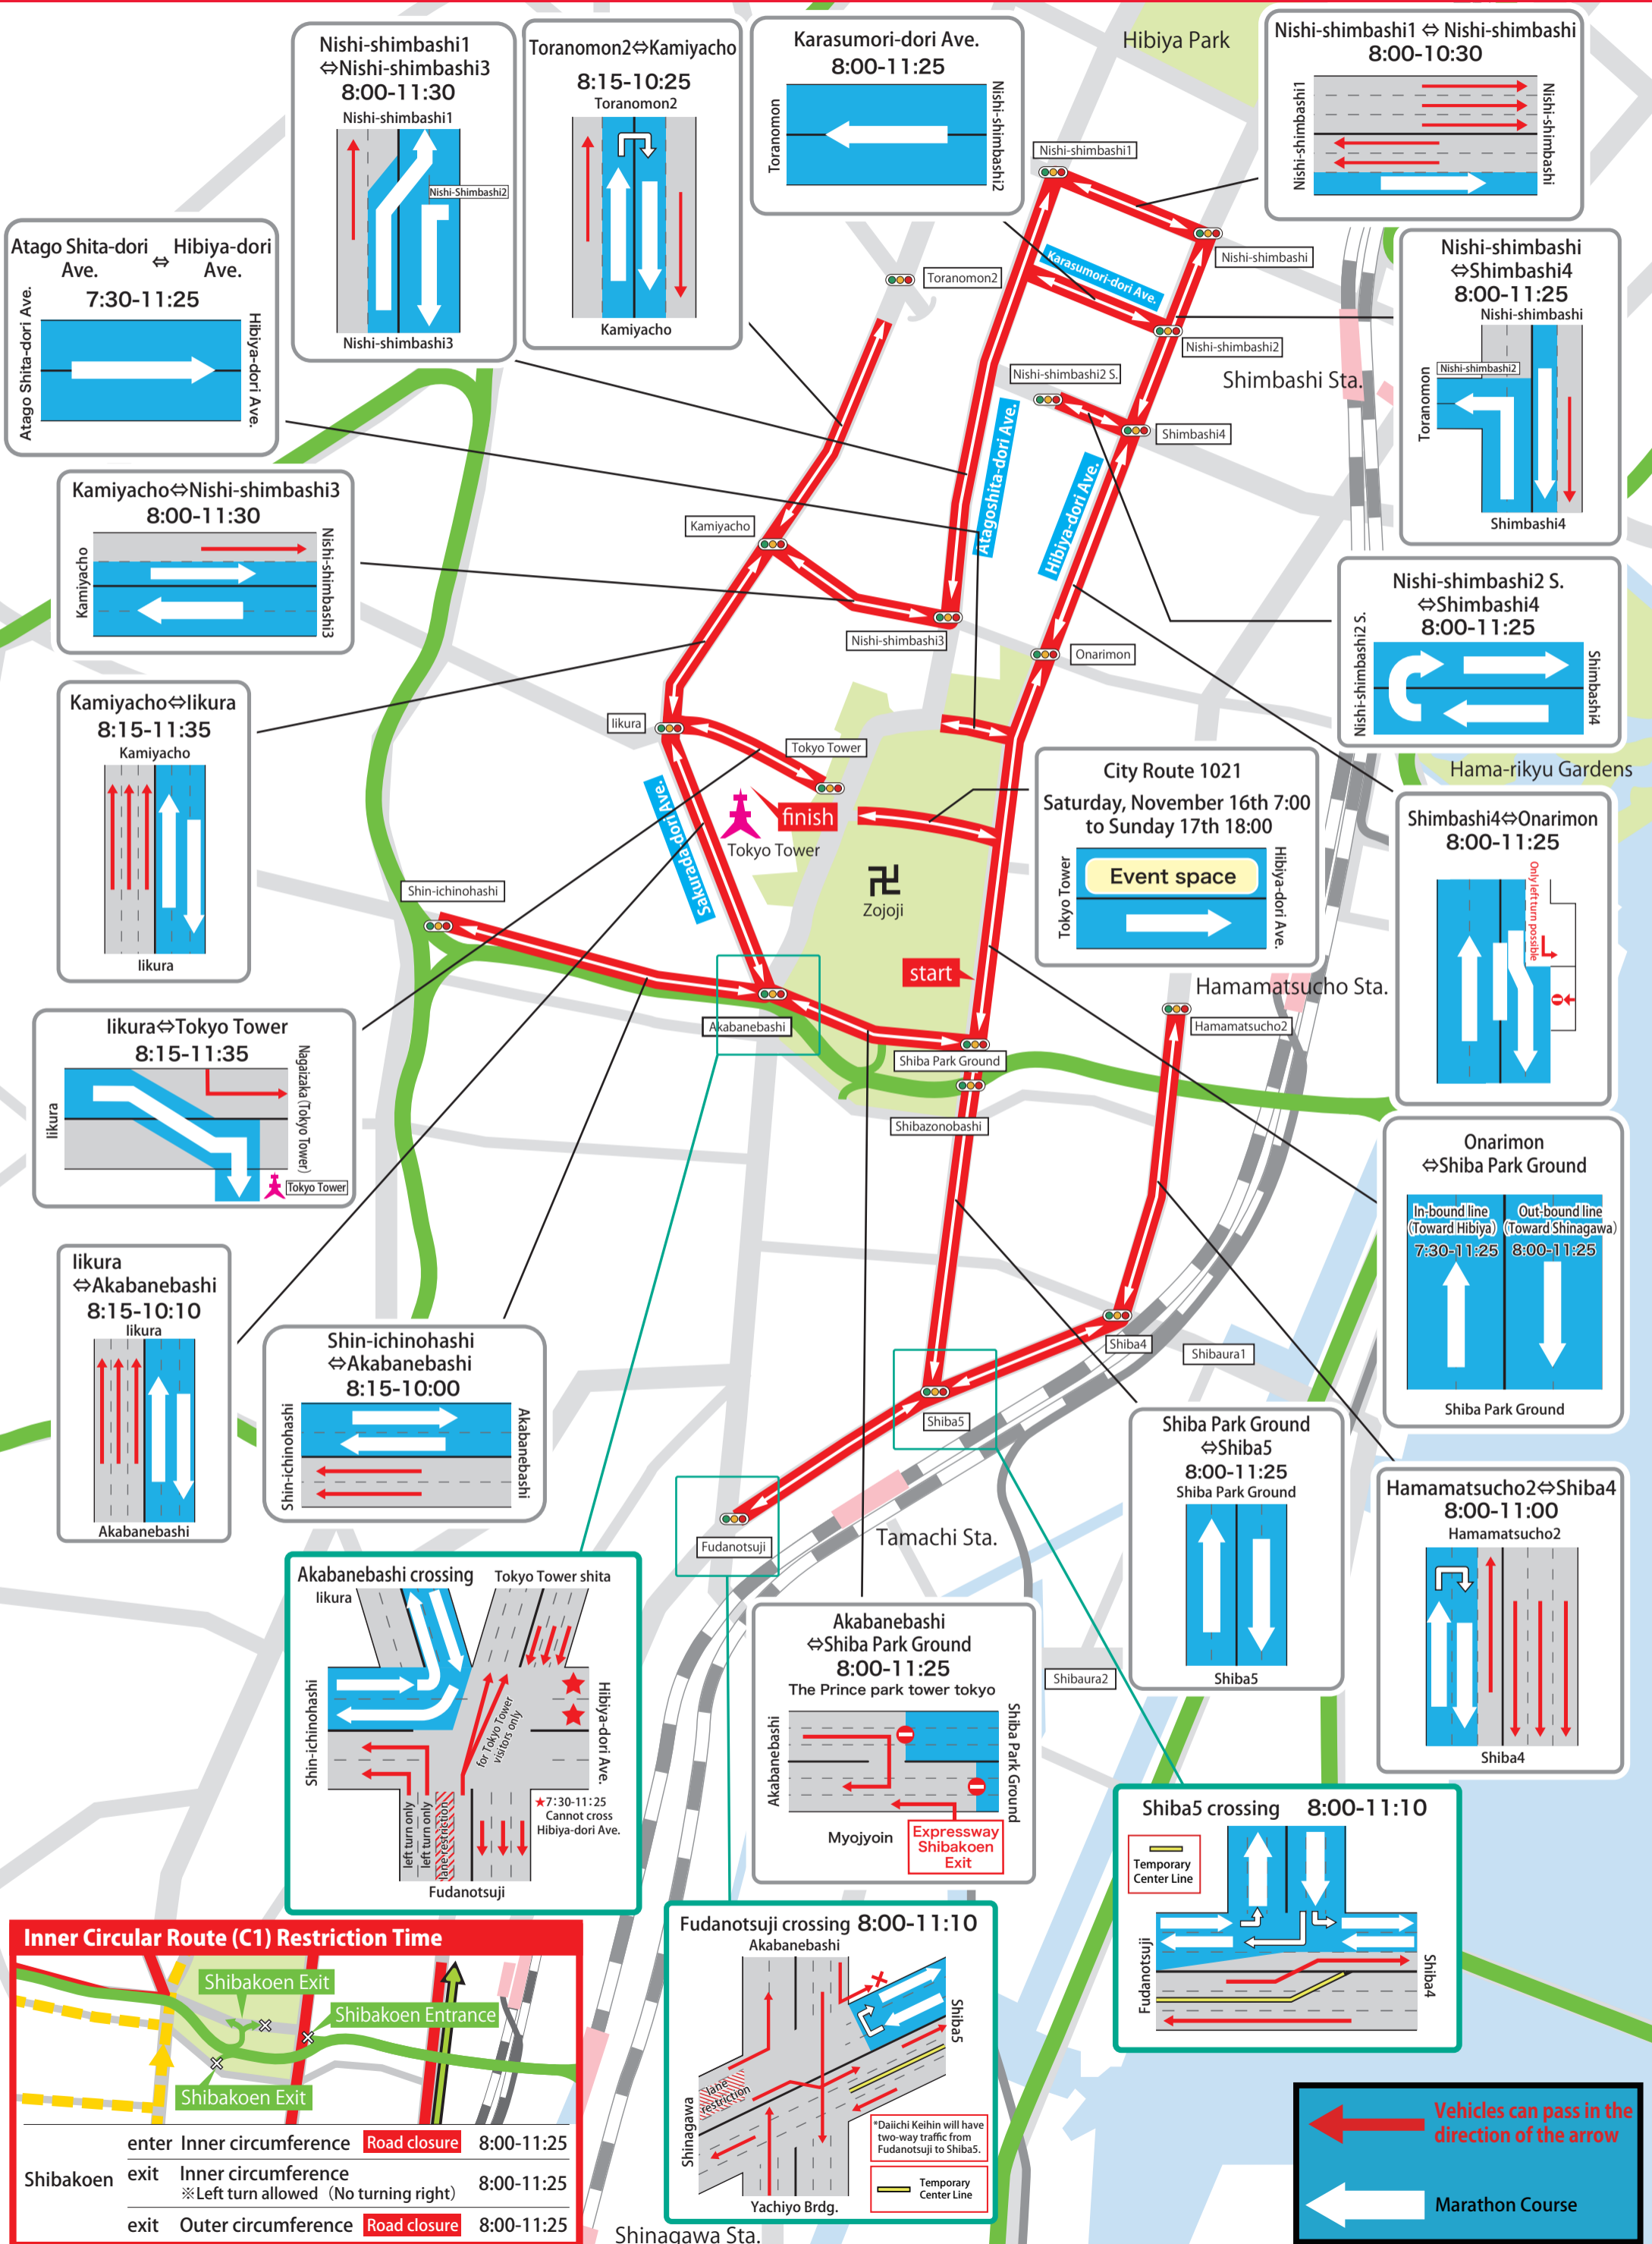 Nishi-shimbashi1
⇔Nishi-shimbashi3
8:00-11:30
Nishi-shimbashi1
Nishi-Shimbashi2
Nishi-shimbashi3
Toranomon2⇔Kamiyacho
8:15-10:25
Toranomon2
Kamiyacho
Karasumori-dori Ave.
8:00-11:25
Toranomon
Nishi-shimbashi2
Hibiya Park
Nishi-shimbashi1 ⇔ Nishi-shimbashi
8:00-10:30
Nishi-shimbashi1
Nishi-shimbashi
Atago Shita-dori Ave. ⇔ Hibiya-dori Ave.
7:30-11:25
Atago Shita-dori Ave.
Hibiya-dori Ave.
Nishi-shimbashi
⇔Shimbashi4
8:00-11:25
Nishi-shimbashi
Nishi-shimbashi2
Toranomon
Shimbashi4
Nishi-shimbashi1
Nishi-shimbashi
Toranomon2
Karasumori-dori Ave.
Nishi-shimbashi2
Nishi-shimbashi2 S.
Shimbashi Sta.
Shimbashi4
Atagoshita-dori Ave.
Hibiya-dori Ave.
Kamiyacho⇔Nishi-shimbashi3
8:00-11:30
Kamiyacho
Nishi-shimbashi3
Kamiyacho
Nishi-shimbashi3
Onarimon
Nishi-shimbashi2 S.
⇔Shimbashi4
8:00-11:25
Nishi-shimbashi2 S.
Shimbashi4
Kamiyacho⇔Iikura
8:15-11:35
Kamiyacho
Iikura
Iikura
Tokyo Tower
finish
Tokyo Tower
Sakurada dori Ave.
City Route 1021
Saturday, November 16th 7:00
to Sunday 17th 18:00
Event space
Tokyo Tower
Hibiya-dori Ave.
Hama-rikyu Gardens
Shimbashi4⇔Onarimon
8:00-11:25
Only left turn possible
卍
Zojoji
Shin-ichinohashi
start
Hamamatsucho Sta.
Hamamatsucho2
Akabanebashi
Shiba Park Ground
Shibazonobashi
Iikura⇔Tokyo Tower
8:15-11:35
Iikura
Nagaizaka (Tokyo Tower)
Tokyo Tower
Onarimon
⇔Shiba Park Ground
In-bound line
(Toward Hibiya)
7:30-11:25
Out-bound line
(Toward Shinagawa)
8:00-11:25
Shiba Park Ground
Iikura
⇔Akabanebashi
8:15-10:10
Iikura
Akabanebashi
Shin-ichinohashi
⇔Akabanebashi
8:15-10:00
Shin-ichinohashi
Akabanebashi
Shiba4
Shibaura1
Shiba5
Fudanotsuji
Tamachi Sta.
Shiba Park Ground
⇔Shiba5
8:00-11:25
Shiba Park Ground
Shiba5
Hamamatsucho2⇔Shiba4
8:00-11:00
Hamamatsucho2
Shiba4
Akabanebashi crossing
Tokyo Tower shita
Iikura
Shin-ichinohashi
Hibiya-dori Ave.
for Tokyo Tower
visitors only
left turn only
left turn only
lane restriction
★7:30-11:25
Cannot cross
Hibiya-dori Ave.
Fudanotsuji
Akabanebashi
⇔Shiba Park Ground
8:00-11:25
The Prince park tower tokyo
Akabanebashi
Shiba Park Ground
Myojyoin
Expressway
Shibakoen
Exit
Shibaura2
Shiba5 crossing 8:00-11:10
Temporary
Center Line
Fudanotsuji
Shiba4
Fudanotsuji crossing 8:00-11:10
Akabanebashi
Shiba5
lane
restriction
Shinagawa
*Daiichi Keihin will have
two-way traffic from
Fudanotsuji to Shiba5.
Temporary
Center Line
Yachiyo Brdg.
Shinagawa Sta.
Inner Circular Route (C1) Restriction Time
Shibakoen Exit
Shibakoen Entrance
Shibakoen Exit
Shibakoen
enter Inner circumference Road closure 8:00-11:25
exit Inner circumference 8:00-11:25
※Left turn allowed（No turning right）
exit Outer circumference Road closure 8:00-11:25
Vehicles can pass in the
direction of the arrow
Marathon Course